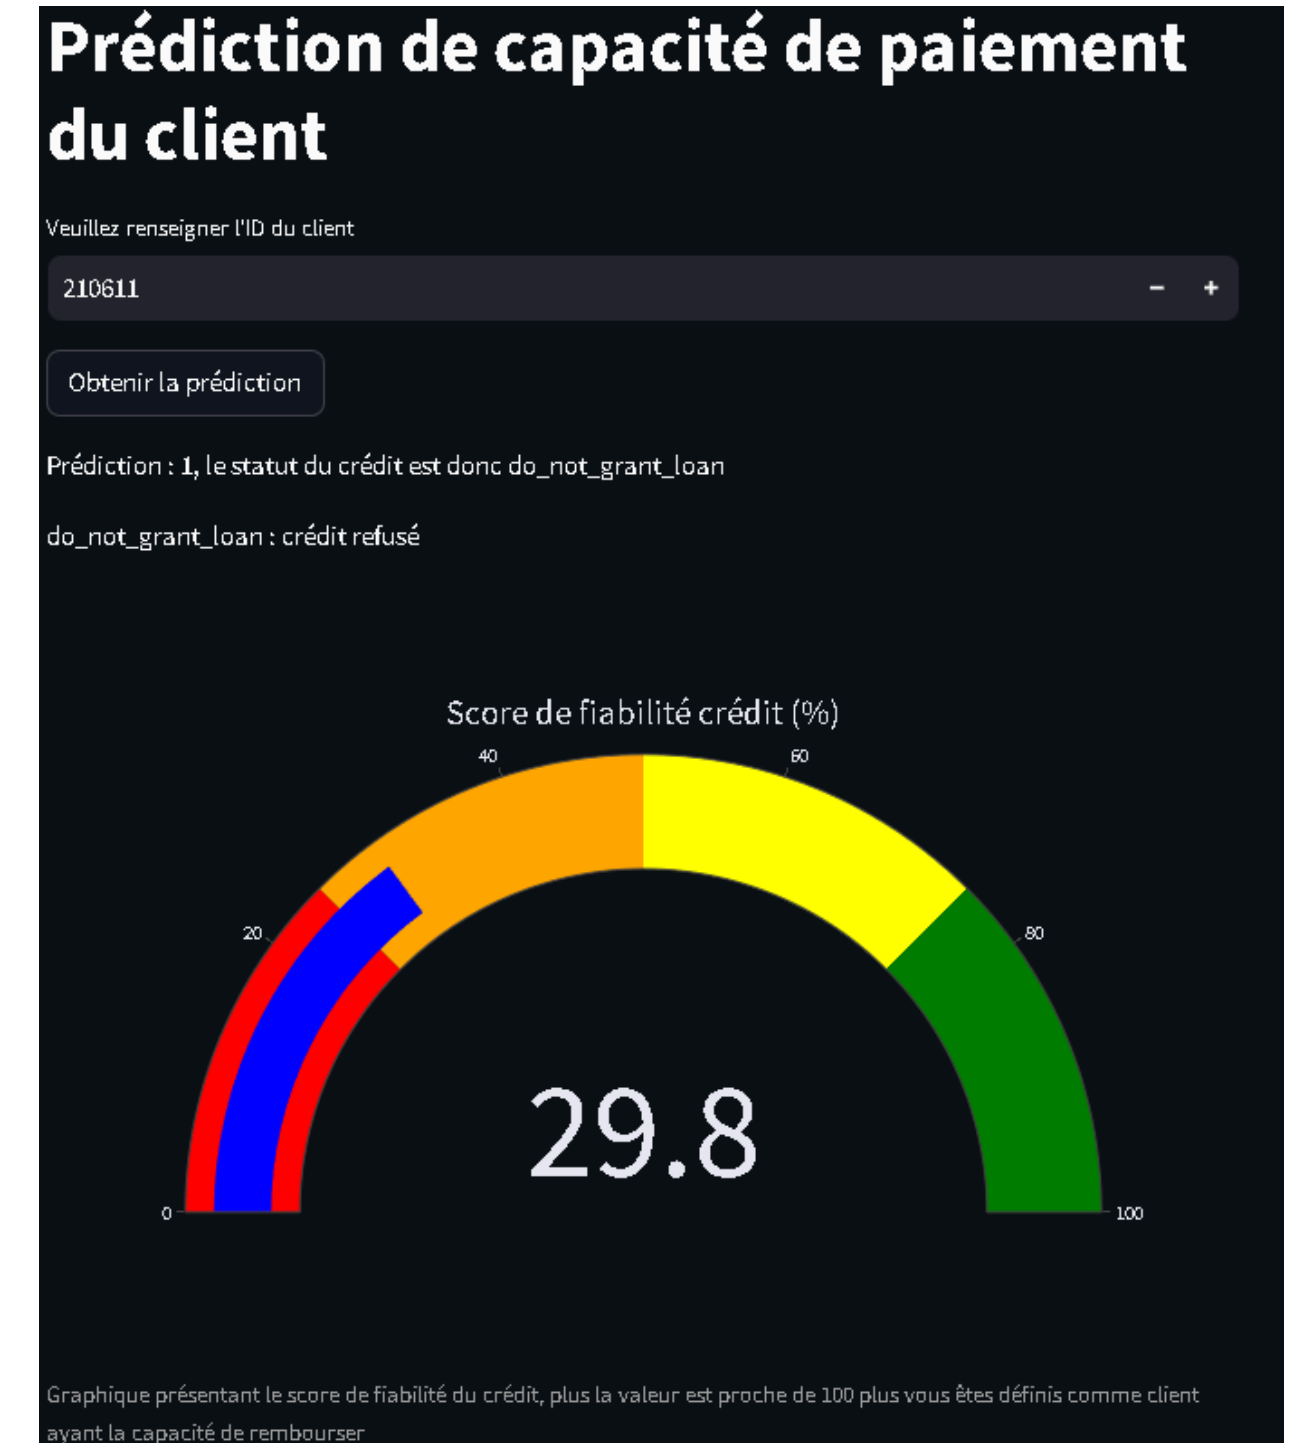 Prédiction de capacité de paiement
du client
Veuillez renseigner l'ID du client
210611 − +
Obtenir la prédiction
Prédiction : 1, le statut du crédit est donc do_not_grant_loan
do_not_grant_loan : crédit refusé
Score de fiabilité crédit (%)
40 60
20 80
29.8
0 100
Graphique présentant le score de fiabilité du crédit, plus la valeur est proche de 100 plus vous êtes définis comme client
ayant la capacité de rembourser